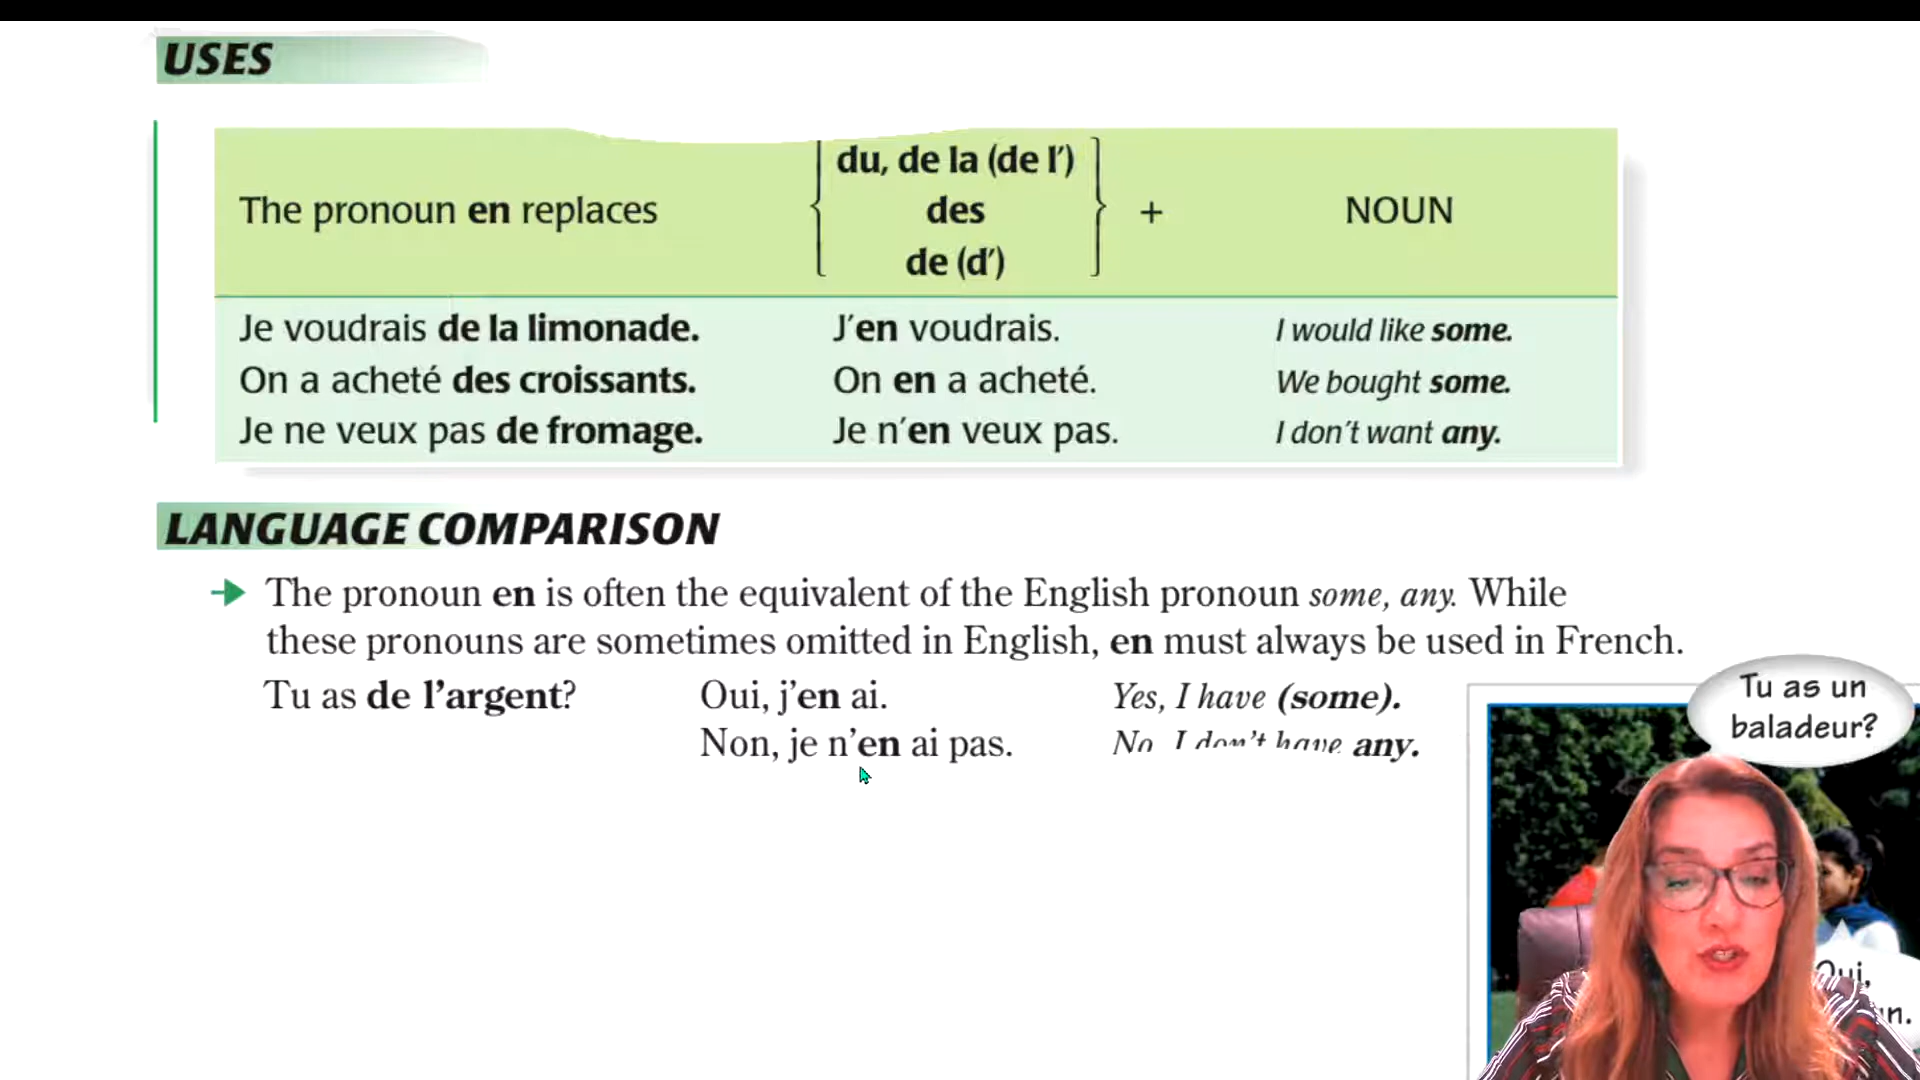 USES
The pronoun en replaces
du, de la (de l')
des
de (d')
+
NOUN
Je voudrais de la limonade. J'en voudrais. I would like some.
On a acheté des croissants. On en a acheté. We bought some.
Je ne veux pas de fromage. Je n'en veux pas. I don't want any.
LANGUAGE COMPARISON
The pronoun en is often the equivalent of the English pronoun some, any. While
these pronouns are sometimes omitted in English, en must always be used in French.
Tu as de l'argent? Oui, j'en ai. Yes, I have (some).
Non, je n'en ai pas. No, I don't have any.
Tu as un
baladeur?
Oui,